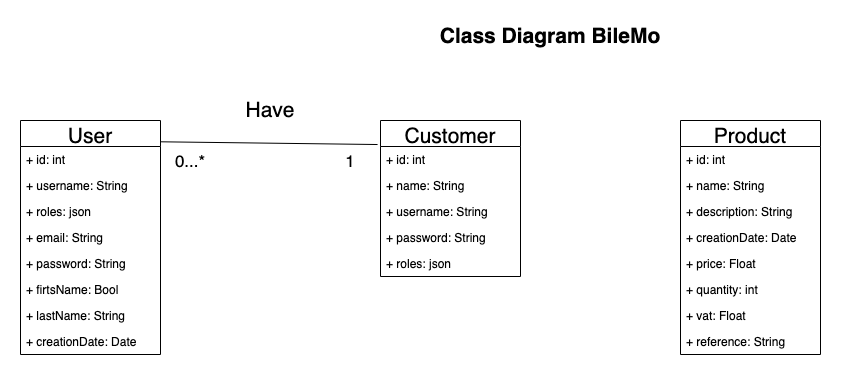 Class Diagram BileMo
Have
User
+ id: int
+ username: String
+ roles: json
+ email: String
+ password: String
+ firtsName: Bool
+ lastName: String
+ creationDate: Date
0...*
1
Customer
+ id: int
+ name: String
+ username: String
+ password: String
+ roles: json
Product
+ id: int
+ name: String
+ description: String
+ creationDate: Date
+ price: Float
+ quantity: int
+ vat: Float
+ reference: String